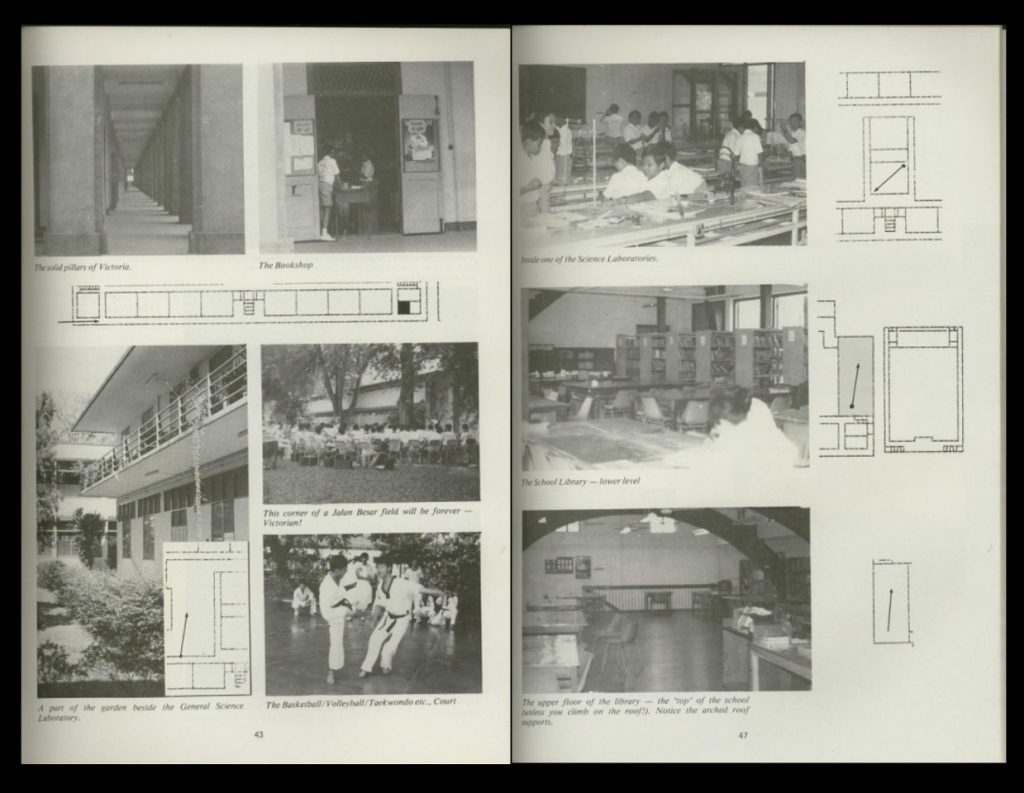 The solid pillars of Victoria.
The Bookshop
This corner of a Jalan Besar field will be forever —
Victorian!
A part of the garden beside the General Science
Laboratory.
The Basketball/Volleyball/Taekwondo etc., Court
43
Inside one of the Science Laboratories.
The School Library — lower level
The upper floor of the library — the 'top' of the school
(unless you climb on the roof!). Notice the arched roof
supports.
47